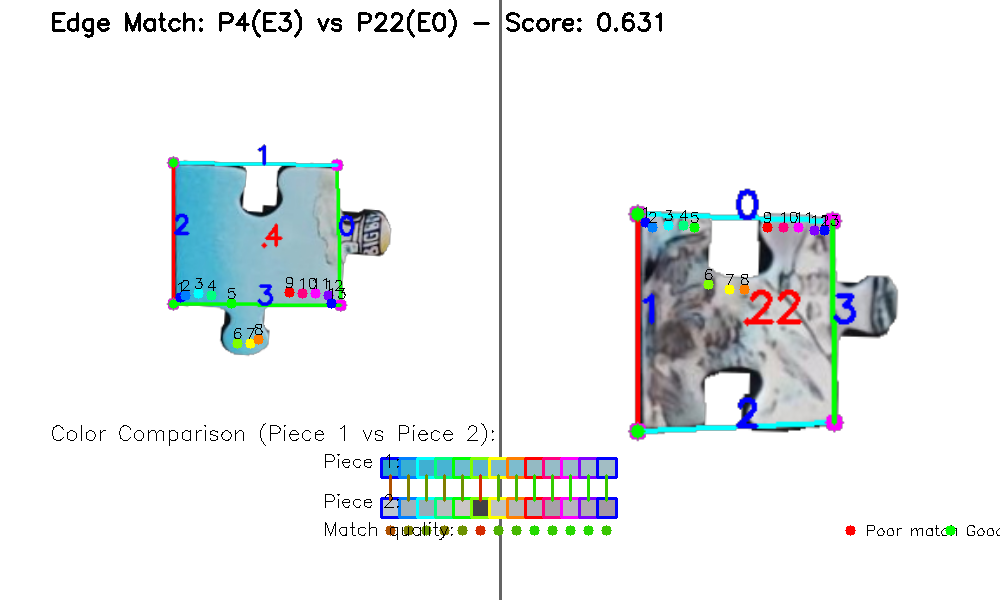 Edge Match: P4(E3) vs P22(E0) - Score: 0.631
1
2
.4
0
BIGBO
1 2 3 4 5
3
9 10 11 12
13
6 7 8
0
1 2 3 4 5
9 10 11 12 13
6 7 8
1
22
3
2
Color Comparison (Piece 1 vs Piece 2):
Piece 1:
Piece 2:
Match quality:
Poor match
Good